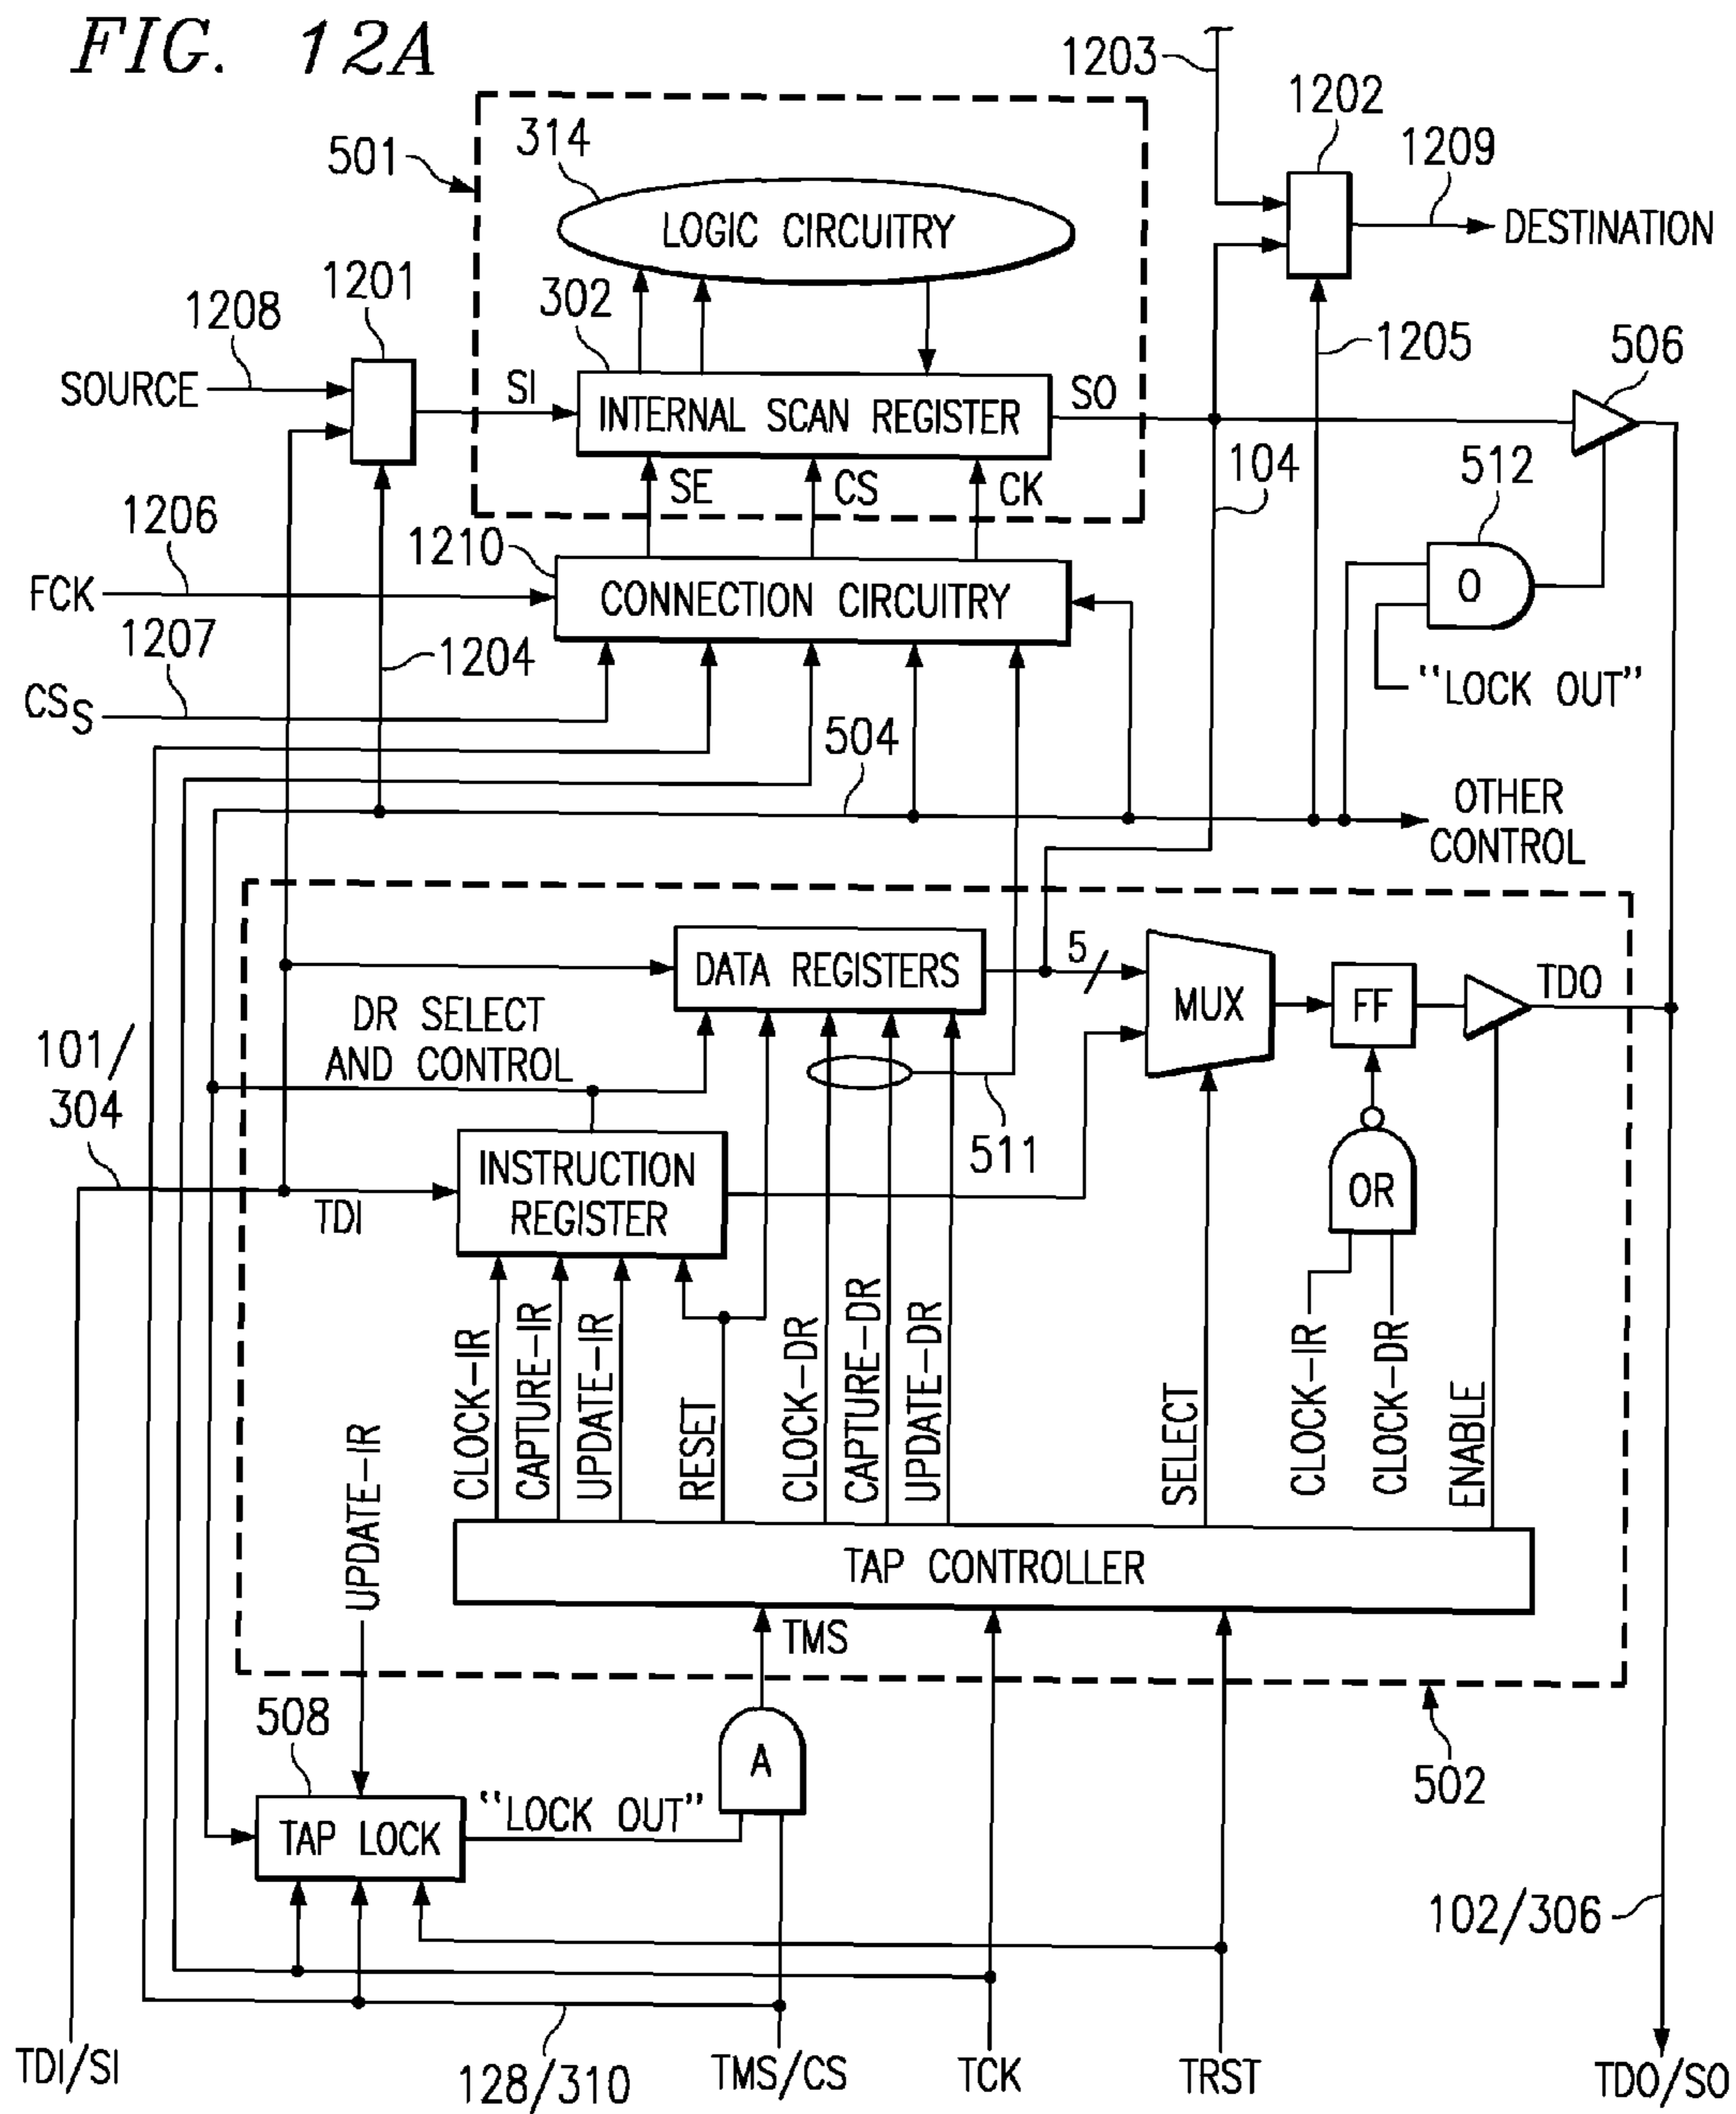 FIG. 12A
1203
1202
1209
DESTINATION
501
314
LOGIC CIRCUITRY
1201
1208
SOURCE
302
SI
INTERNAL SCAN REGISTER
SO
1205
506
SE
CS
CK
104
512
1206
FCK
1210
CONNECTION CIRCUITRY
O
1207
CSS
1204
504
"LOCK OUT"
OTHER
CONTROL
DATA REGISTERS
5
MUX
FF
TDO
DR SELECT
AND CONTROL
101/
304
511
INSTRUCTION
REGISTER
TDI
OR
CLOCK-IR
CAPTURE-IR
UPDATE-IR
RESET
CLOCK-DR
CAPTURE-DR
UPDATE-DR
SELECT
CLOCK-IR
CLOCK-DR
ENABLE
UPDATE-IR
TAP CONTROLLER
TMS
508
A
502
TAP LOCK
"LOCK OUT"
102/306
TDI/SI
128/310
TMS/CS
TCK
TRST
TDO/SO